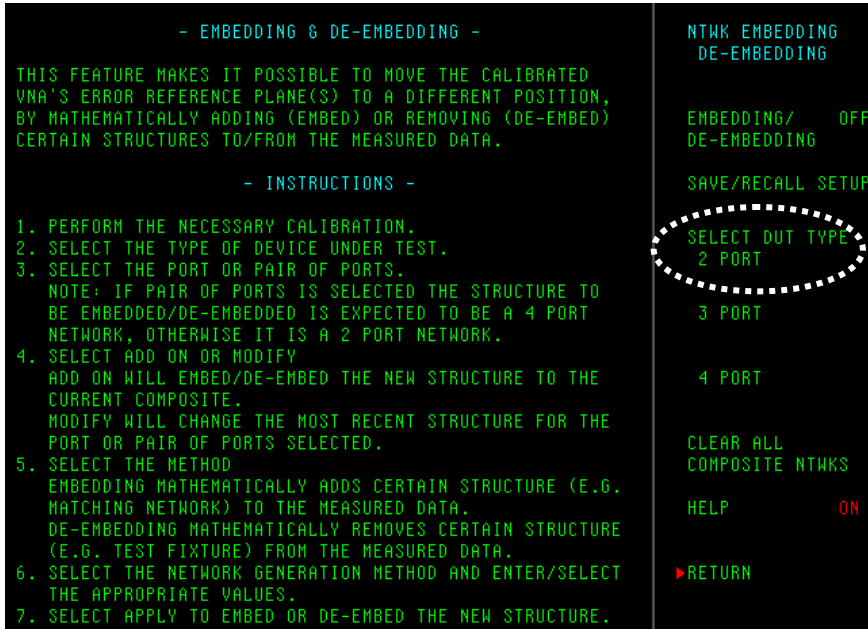 - EMBEDDING & DE-EMBEDDING -
THIS FEATURE MAKES IT POSSIBLE TO MOVE THE CALIBRATED
VNA'S ERROR REFERENCE PLANE(S) TO A DIFFERENT POSITION,
BY MATHEMATICALLY ADDING (EMBED) OR REMOVING (DE-EMBED)
CERTAIN STRUCTURES TO/FROM THE MEASURED DATA.
- INSTRUCTIONS -
1. PERFORM THE NECESSARY CALIBRATION.
2. SELECT THE TYPE OF DEVICE UNDER TEST.
3. SELECT THE PORT OR PAIR OF PORTS.
NOTE: IF PAIR OF PORTS IS SELECTED THE STRUCTURE TO
BE EMBEDDED/DE-EMBEDDED IS EXPECTED TO BE A 4 PORT
NETWORK, OTHERWISE IT IS A 2 PORT NETWORK.
4. SELECT ADD ON OR MODIFY
ADD ON WILL EMBED/DE-EMBED THE NEW STRUCTURE TO THE
CURRENT COMPOSITE.
MODIFY WILL CHANGE THE MOST RECENT STRUCTURE FOR THE
PORT OR PAIR OF PORTS SELECTED.
5. SELECT THE METHOD
EMBEDDING MATHEMATICALLY ADDS CERTAIN STRUCTURE (E.G.
MATCHING NETWORK) TO THE MEASURED DATA.
DE-EMBEDDING MATHEMATICALLY REMOVES CERTAIN STRUCTURE
(E.G. TEST FIXTURE) FROM THE MEASURED DATA.
6. SELECT THE NETWORK GENERATION METHOD AND ENTER/SELECT
THE APPROPRIATE VALUES.
7. SELECT APPLY TO EMBED OR DE-EMBED THE NEW STRUCTURE.
NTWK EMBEDDING
DE-EMBEDDING
EMBEDDING/ OFF
DE-EMBEDDING
SAVE/RECALL SETUP
SELECT DUT TYPE
2 PORT
3 PORT
4 PORT
CLEAR ALL
COMPOSITE NTWKS
HELP ON
RETURN